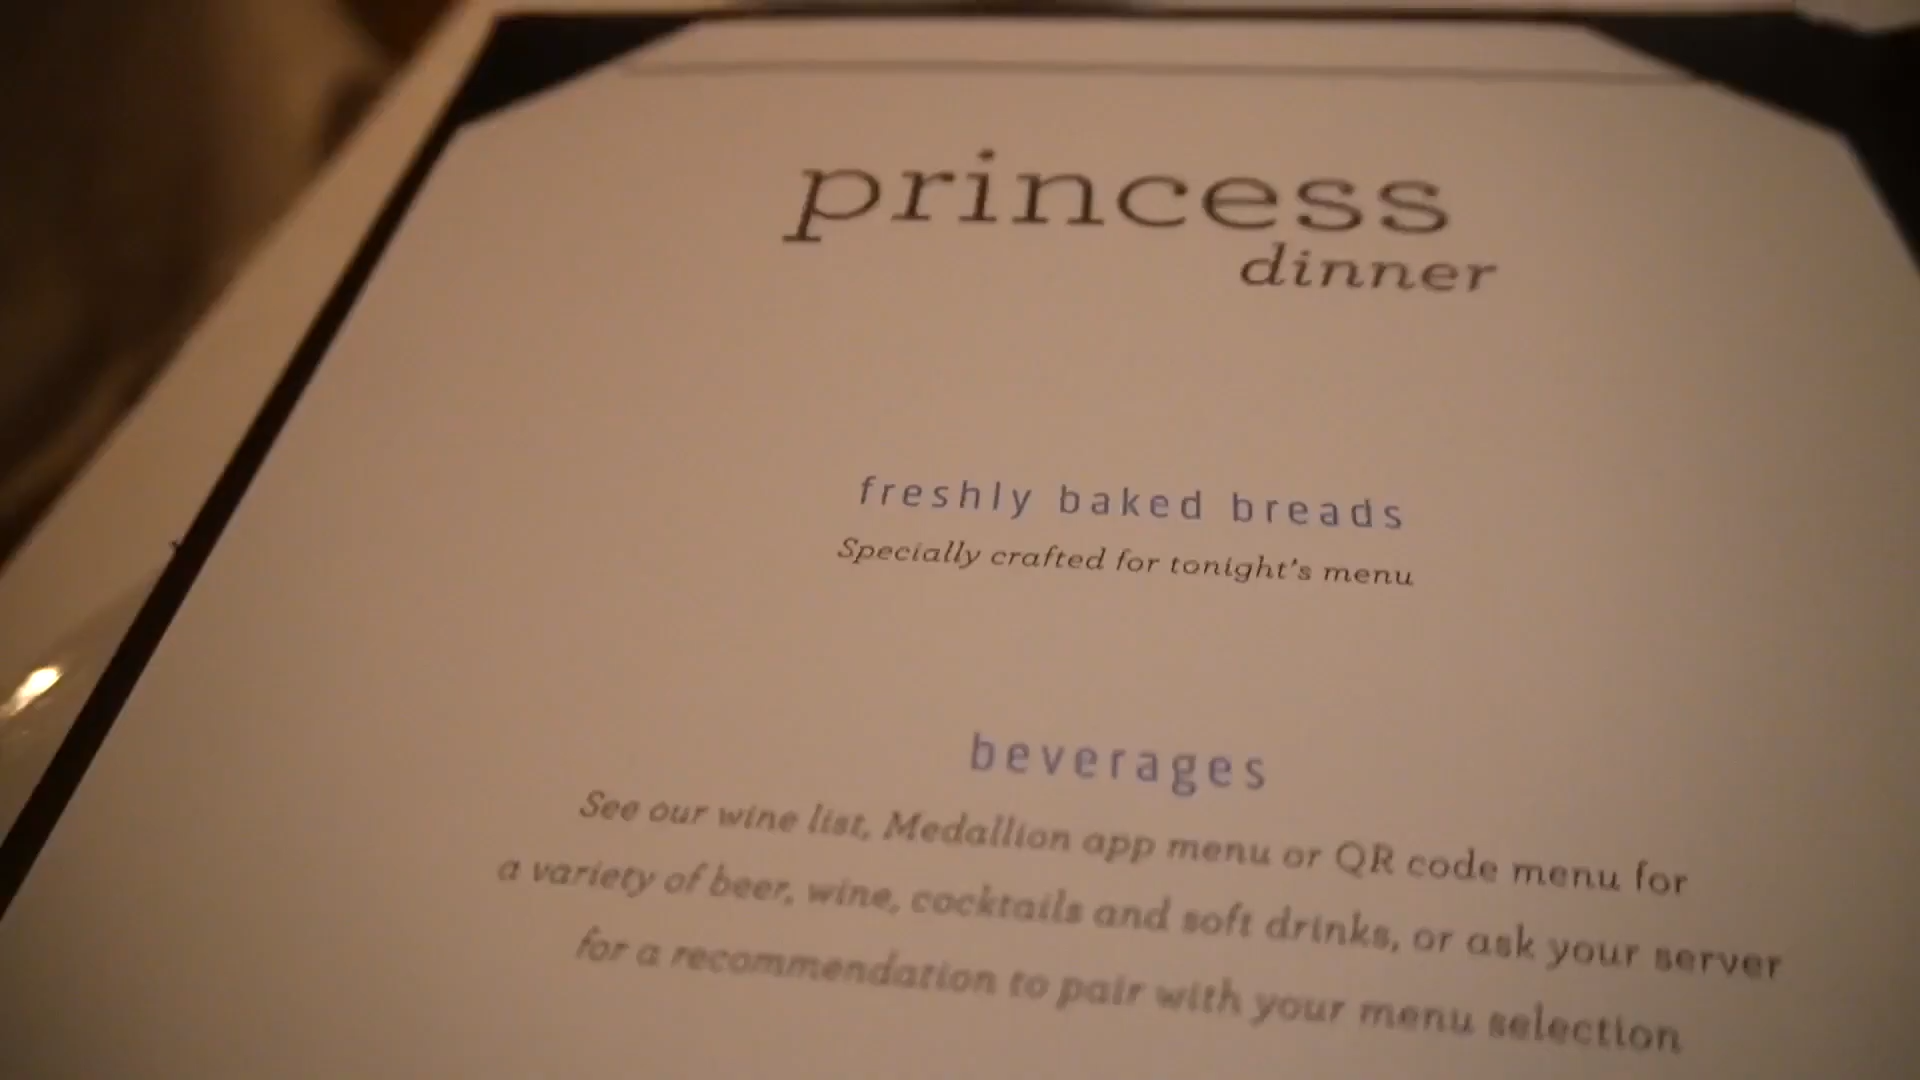 princess
dinner
freshly baked breads
Specially crafted for tonight's menu
beverages
See our wine list, Medallion app menu or QR code menu for
a variety of beer, wine, cocktails and soft drinks, or ask your server
for a recommendation to pair with your menu selection